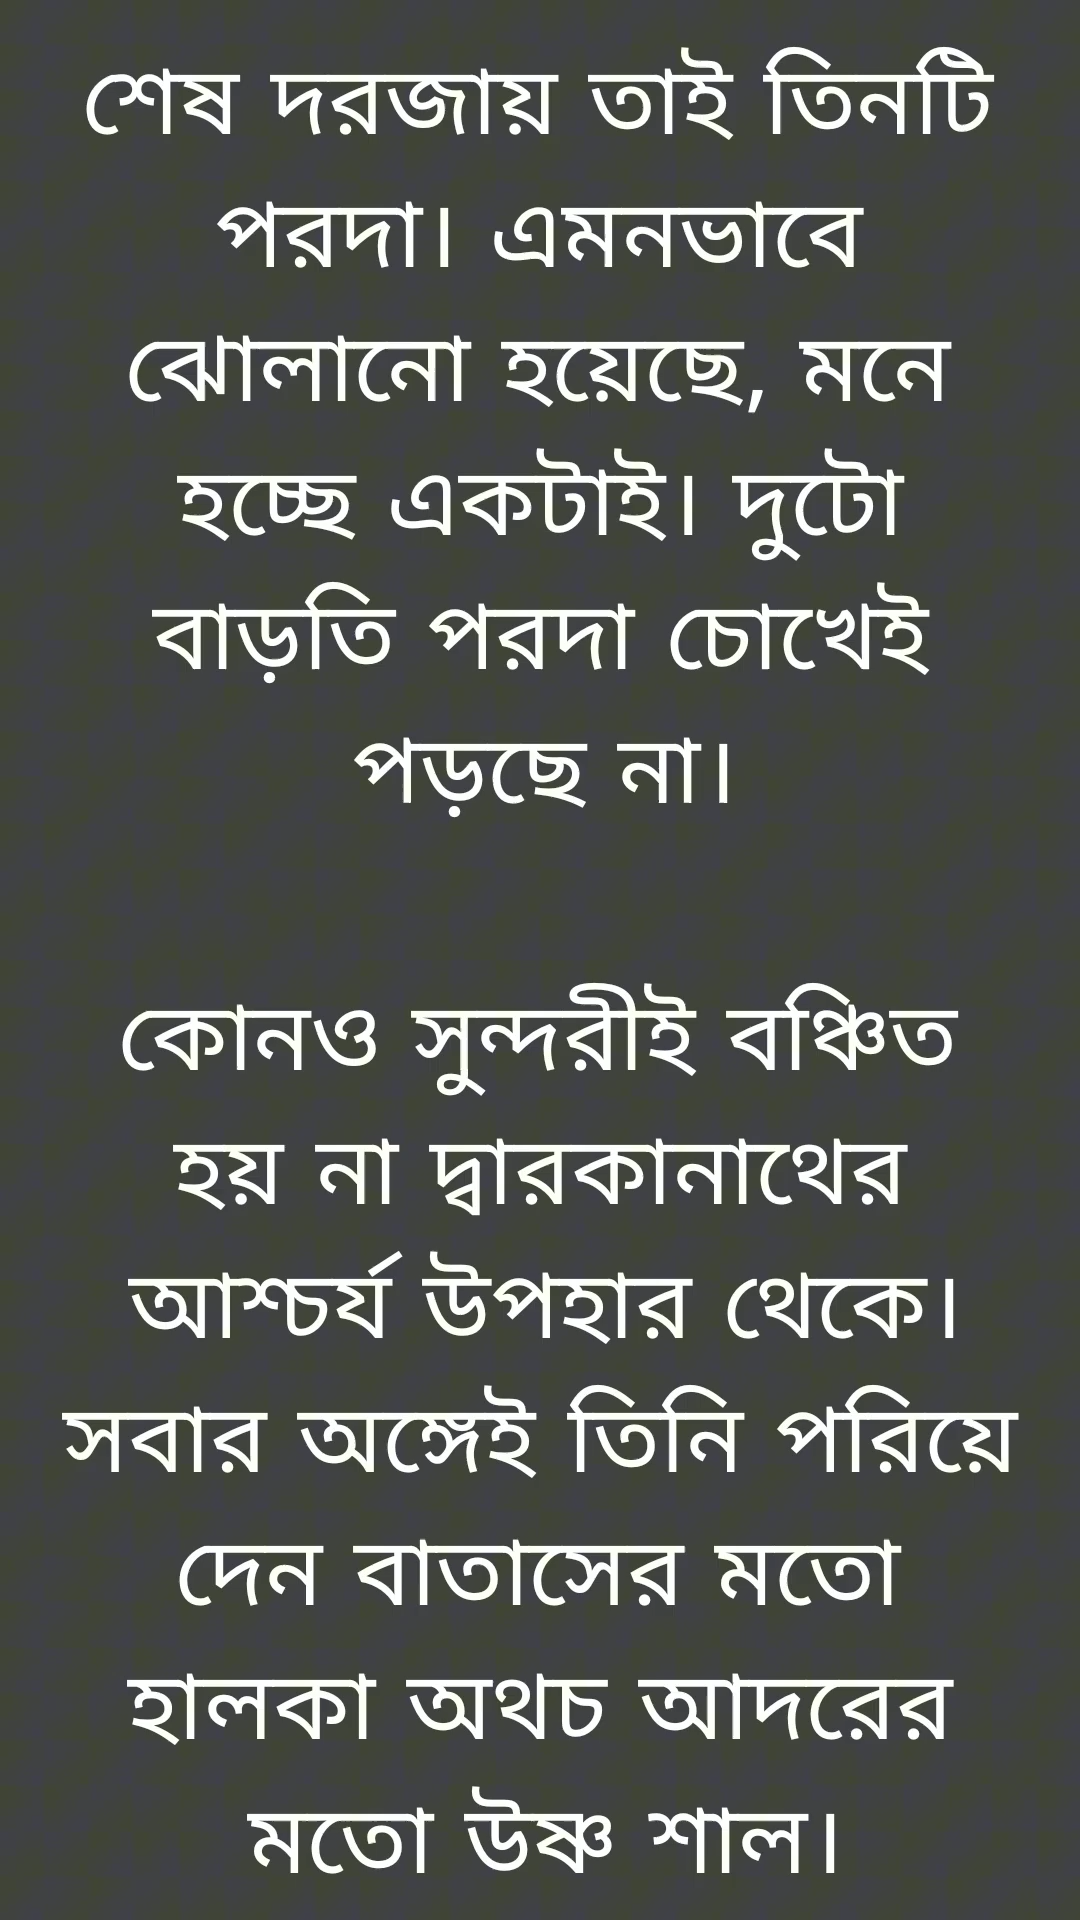 শেষ দরজায় তাই তিনটি
পরদা। এমনভাবে
ঝোলানো হয়েছে, মনে
হচ্ছে একটাই। দুটো
বাড়তি পরদা চোখেই
পড়ছে না।
কোনও সুন্দরীই বঞ্চিত
হয় না দ্বারকানাথের
আশ্চর্য উপহার থেকে।
সবার অঙ্গেই তিনি পরিয়ে
দেন বাতাসের মতো
হালকা অথচ আদরের
মতো উষ্ণ শাল।